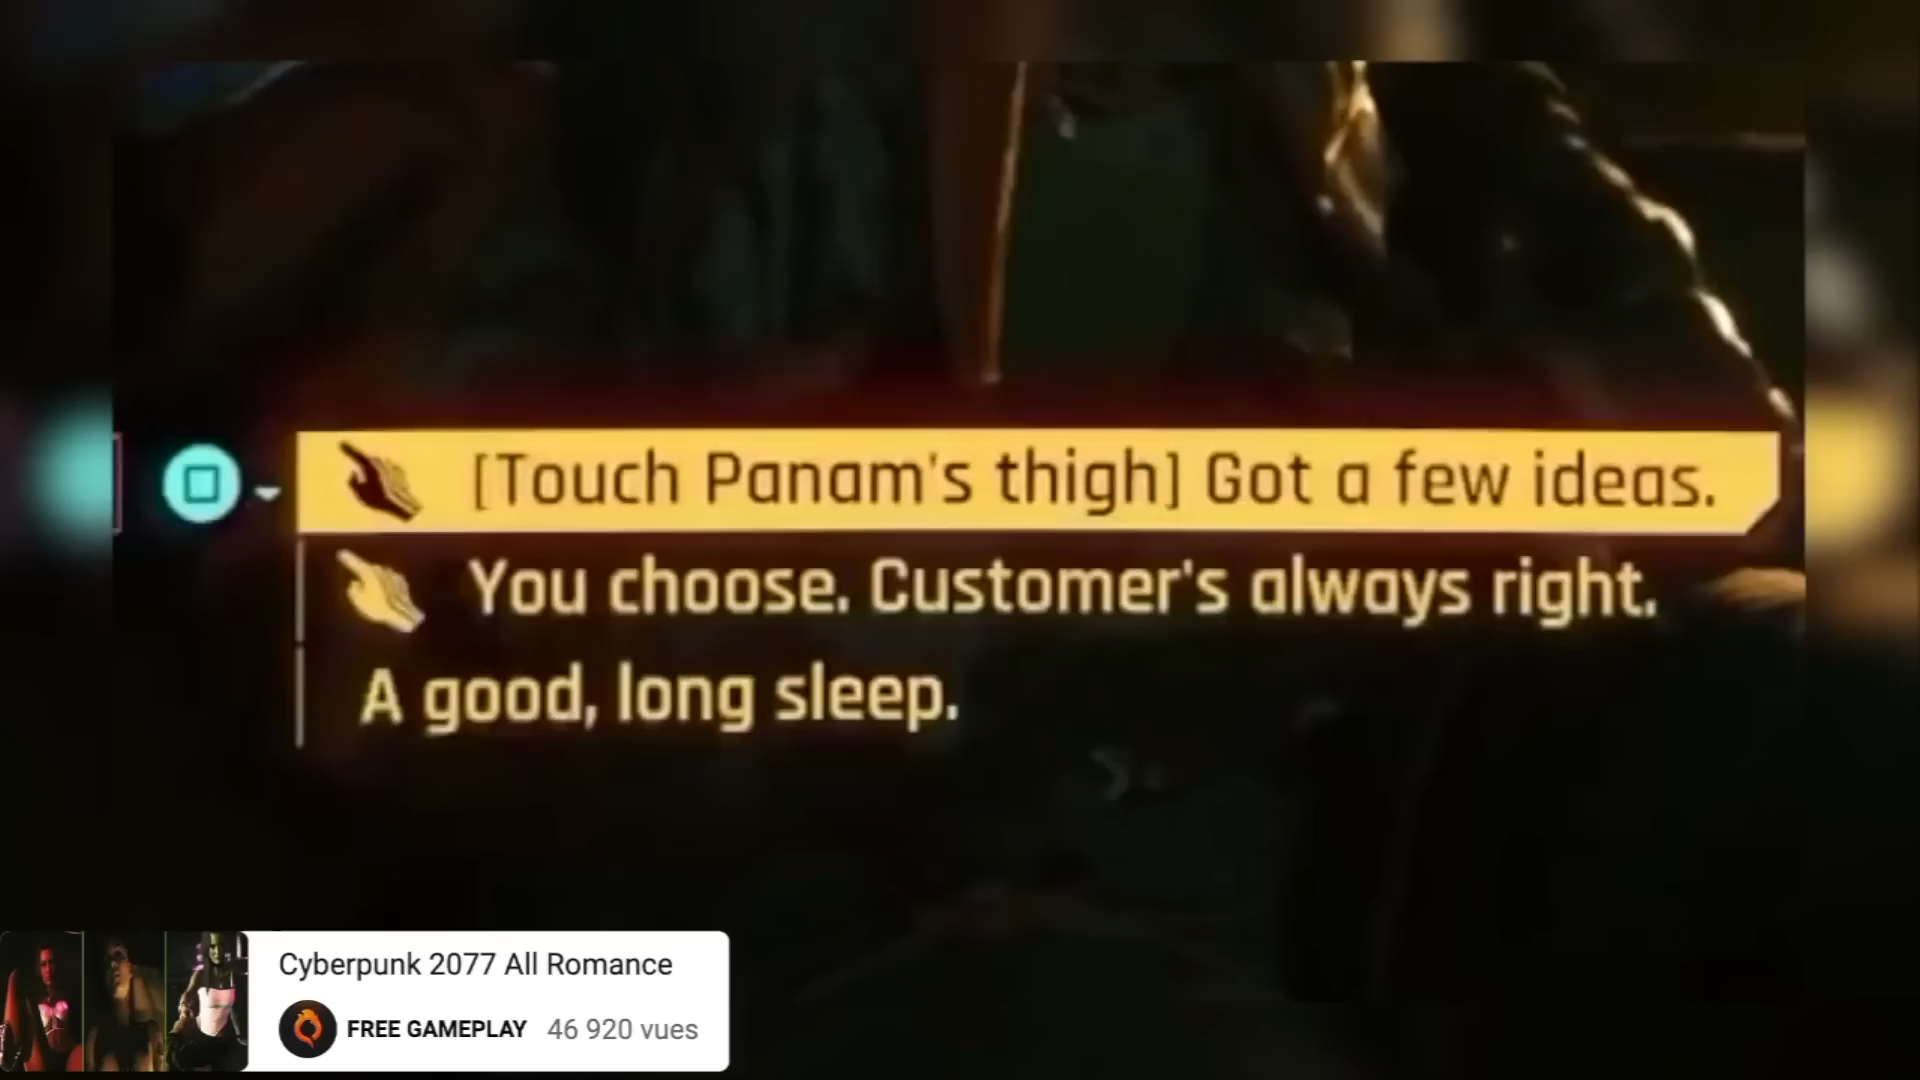 [Touch Panam's thigh] Got a few ideas.
You choose. Customer's always right.
A good, long sleep.
Cyberpunk 2077 All Romance
FREE GAMEPLAY 46 920 vues